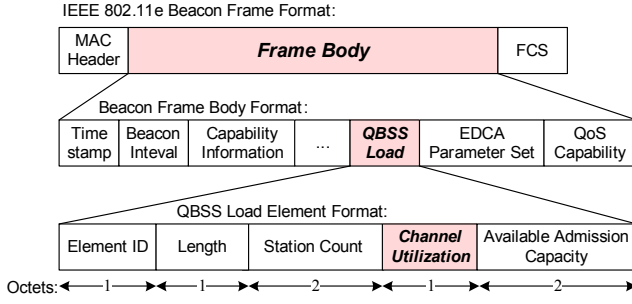 IEEE 802.11e Beacon Frame Format:
MAC Header
Frame Body
FCS
Beacon Frame Body Format:
Time stamp
Beacon Inteval
Capability Information
...
QBSS Load
EDCA Parameter Set
QoS Capability
QBSS Load Element Format:
Element ID
Length
Station Count
Channel Utilization
Available Admission Capacity
Octets: 1 1 2 1 2